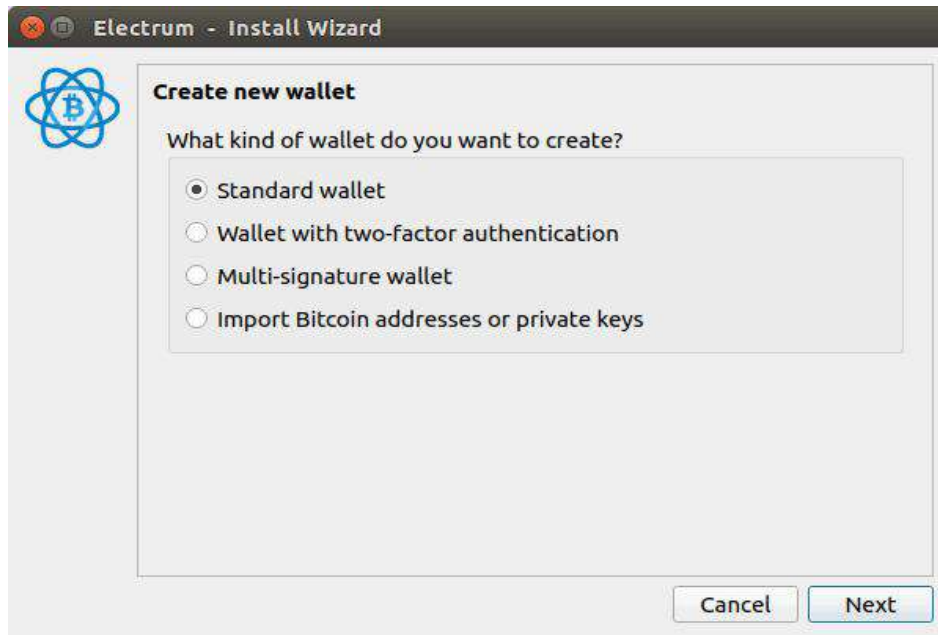 Electrum - Install Wizard
Create new wallet
What kind of wallet do you want to create?
Standard wallet
Wallet with two-factor authentication
Multi-signature wallet
Import Bitcoin addresses or private keys
Cancel Next